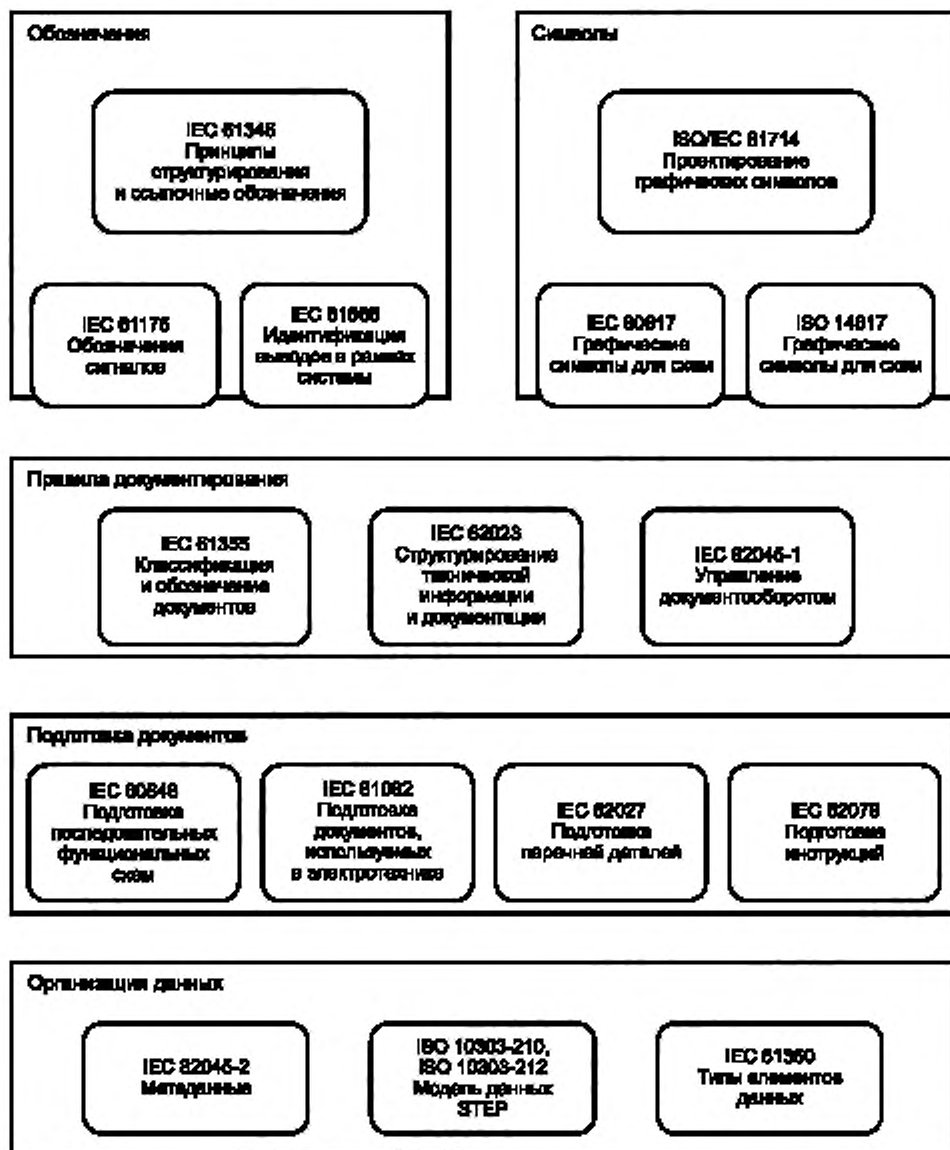 Обозначения
IEC 61346
Принципы
структурирования
и ссылочные обозначения
IEC 61175
Обозначения
сигналов
IEC 61666
Идентификация
выводов в рамках
системы
Символы
ISO/IEC 81714
Проектирование
графических символов
IEC 60617
Графические
символы для схем
ISO 14617
Графические
символы для схем
Правила документирования
IEC 61355
Классификация
и обозначение
документов
IEC 62023
Структурирование
технической
информации
и документации
IEC 82045-1
Управление
документооборотом
Подготовка документов
IEC 60848
Подготовка
последовательных
функциональных
схем
IEC 61082
Подготовка
документов,
используемых
в электротехнике
IEC 62027
Подготовка
перечней деталей
IEC 62079
Подготовка
инструкций
Организация данных
IEC 82045-2
Метаданные
ISO 10303-210,
ISO 10303-212
Модель данных
STEP
IEC 61360
Типы элементов
данных